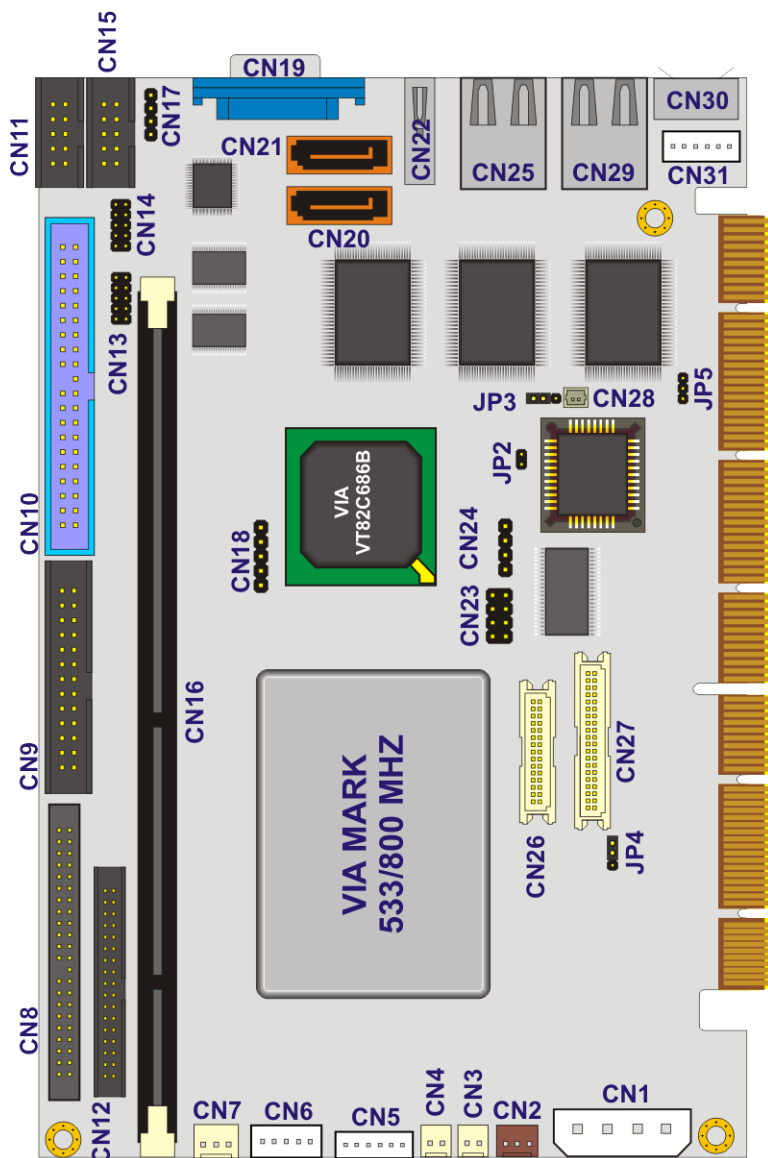 CN15
CN19
CN11
CN17
CN21
CN22
CN25
CN29
CN30
CN31
CN14
CN20
CN13
JP3
CN28
JP5
JP2
VIA
VT82C686B
CN10
CN18
CN24
CN23
CN16
CN9
CN27
VIA MARK
533/800 MHZ
CN26
JP4
CN8
CN12
CN7
CN6
CN5
CN4
CN3
CN2
CN1